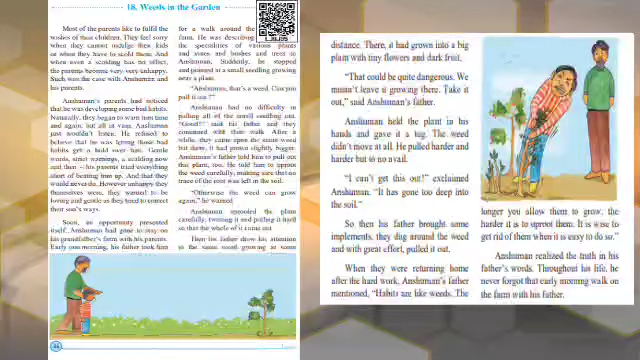 18. Weeds in the Garden
Most of the parents like to fulfil the
wishes of their children. They feel sorry
when they cannot indulge their kids
or when they have to scold them. And
when even a scolding has no effect,
the parents become very very unhappy.
Such was the case with Anshuman and
his parents.
Anshuman's parents had noticed
that he was developing some bad habits.
Naturally, they began to warn him time
and again, but all in vain. Anshuman
just wouldn't listen. He refused to
believe that he was letting those bad
habits get a hold over him. Gentle
words, strict warnings, a scolding now
and then – his parents tried everything
short of beating him up. And that they
would never do. However unhappy they
themselves were, they wanted to be
loving and gentle as they tried to correct
their son's ways.
Soon, an opportunity presented
itself. Anshuman had gone to stay on
his grandfather's farm with his parents.
Early one morning, his father took him
for a walk around the
farm. He was describing
the specialities of various plants
and trees, and bushes and trees to
Anshuman. Suddenly, he stopped
and pointed at a small seedling growing
near a plant.
"Anshuman, that's a weed. Can you
pull it out?"
Anshuman had no difficulty in
pulling all of the small seedling out.
"Good!" said his father and they
continued with their walk. After a
while, they came upon the same weed
but there, it had grown slightly bigger.
Anshuman's father told him to pull out
that plant, too. He told him to uproot
the weed carefully, making sure that no
trace of the root was left in the soil.
"Otherwise the weed can grow
again," he warned.
Anshuman uprooted the plant
carefully, twisting it and pulling it itself
so that the whole of it came out.
Then his father drew his attention
to the same weed growing at some
distance. There, it had grown into a big
plant with tiny flowers and dark fruit.
"That could be quite dangerous. We
musn't leave it growing there. Take it
out," said Anshuman's father.
Anshuman held the plant in his
hands and gave it a tug. The weed
didn't move at all. He pulled harder and
harder but to no avail.
"I can't get this out!" exclaimed
Anshuman. "It has gone too deep into
the soil."
So then his father brought some
implements, they dug around the weed
and with great effort, pulled it out.
When they were returning home
after the hard work, Anshuman's father
mentioned, "Habits are like weeds. The
longer you allow them to grow, the
harder it is to uproot them. It is wise to
get rid of them when it is easy to do so."
Anshuman realized the truth in his
father's words. Throughout his life, he
never forgot that early morning walk on
the farm with his father.